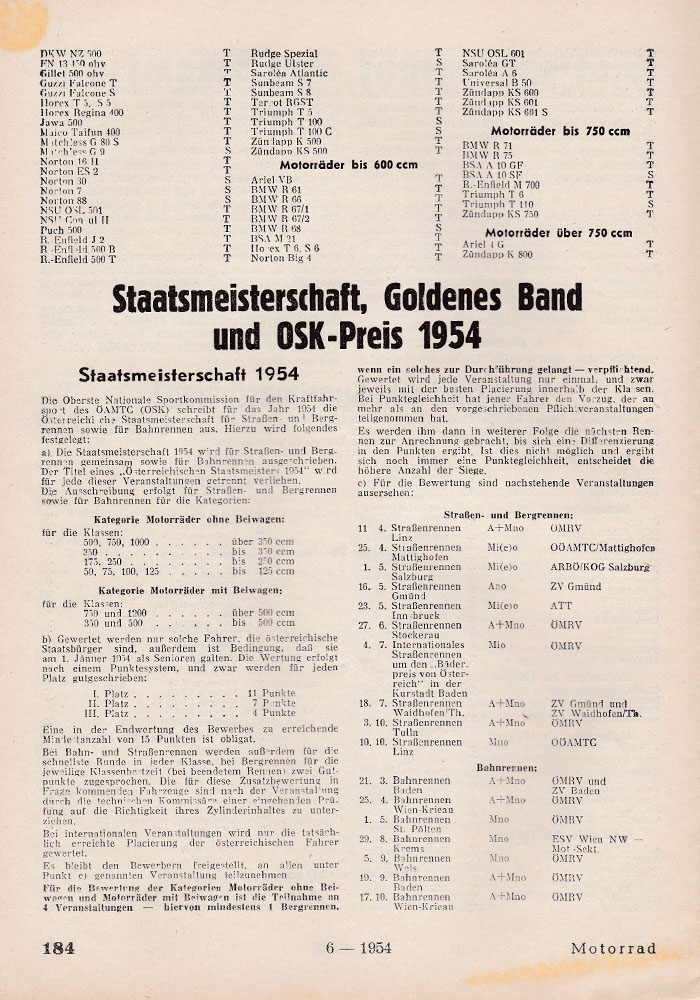 DKW NZ 500 T
FN 13 450 ohv T
Gillet 500 ohv T
Guzzi Falcone T T
Guzzi Falcone S T
Horex T 5, S 5 T
Horex Regina 400 T
Jawa 500 T
Maico Taifun 400 T
Matchless G 80 S T
Matchless G 9 S
Norton 16 H T
Norton ES 2 T
Norton 30 S
Norton 7 S
Norton 88 S
NSU OSL 501 T
NSU Consul II T
Puch 500 T
R.-Enfield J 2 T
R.-Enfield 500 B T
R.-Enfield 500 T T
Rudge Spezial T
Rudge Ulster S
Saroléa Atlantic T
Sunbeam S 7 T
Sunbeam S 8 T
Tarrot RGST T
Triumph T 5 T
Triumph T 100 S
Triumph T 100 C S
Zündapp K 500 T
Zündapp KS 500 T
Motorräder bis 600 ccm
Ariel VB T
BMW R 61 T
BMW R 66 T
BMW R 67/1 T
BMW R 67/2 T
BMW R 68 S
BSA M 21 T
Horex T 6, S 6 T
Norton Big 4 T
NSU OSL 601 T
Saroléa GT T
Saroléa A 6 T
Universal B 50 T
Zündapp KS 600 T
Zündapp KS 601 T
Zündapp KS 601 S T
Motorräder bis 750 ccm
BMW R 71 T
BMW R 75 T
BSA A 10 GF T
BSA A 10 SF S
R.-Enfield M 700 T
Triumph T 6 T
Triumph T 110 S
Zündapp KS 750 T
Motorräder über 750 ccm
Ariel 4 G T
Zündapp K 800 T
Staatsmeisterschaft, Goldenes Band
und OSK-Preis 1954
Staatsmeisterschaft 1954
Die Oberste Nationale Sportkommission für den Kraftfahr-
sport des ÖAMTC (OSK) schreibt für das Jahr 1954 die
Österreichische Staatsmeisterschaft für Straßen- und Berg-
rennen sowie für Bahnrennen aus. Hierzu wird folgendes
festgelegt:
a) Die Staatsmeisterschaft 1954 wird für Straßen- und Berg-
rennen gemeinsam sowie für Bahnrennen ausgeschrieben.
Der Titel eines „Österreichischen Staatsmeisters 1954" wird
für jede dieser Veranstaltungen getrennt verliehen.
Die Ausschreibung erfolgt für Straßen- und Bergrennen
sowie für Bahnrennen für die Kategorien:
Kategorie Motorräder ohne Beiwagen:
für die Klassen:
500, 750, 1000 . . . . . . über 350 ccm
350 . . . . . . . . . bis 350 ccm
175, 250 . . . . . . . . bis 250 ccm
50, 75, 100, 125 . . . . . bis 125 ccm
Kategorie Motorräder mit Beiwagen:
für die Klassen:
750 und 1200 . . . . . . . über 500 ccm
350 und 500 . . . . . . bis 500 ccm
b) Gewertet werden nur solche Fahrer, die österreichische
Staatsbürger sind, außerdem ist Bedingung, daß sie
am 1. Jänner 1954 als Senioren galten. Die Wertung erfolgt
nach einem Punktesystem, und zwar werden für jeden
Platz gutgeschrieben:
I. Platz . . . . . . . . . 11 Punkte
II. Platz . . . . . . . . . 7 Punkte
III. Platz . . . . . . . . . 4 Punkte
Eine in der Endwertung des Bewerbes zu erreichende
Mindestanzahl von 15 Punkten ist obligat.
Bei Bahn- und Straßenrennen werden außerdem für die
schnellste Runde in jeder Klasse, bei Bergrennen für die
jeweilige Klassenbestzeit (bei beendetem Rennen) zwei Gut-
punkte zugesprochen. Die für diese Zusatzbewertung in
Frage kommenden Fahrzeuge sind nach der Veranstaltung
durch die technischen Kommissäre einer eingehenden Prü-
fung auf die Richtigkeit ihres Zylinderinhaltes zu unter-
ziehen.
Bei internationalen Veranstaltungen wird nur die tatsäch-
lich erreichte Placierung der österreichischen Fahrer
gewertet.
Es bleibt den Bewerbern freigestellt, an allen unter
Punkt c) genannten Veranstaltung teilzunehmen.
Für die Bewertung der Kategorien Motorräder ohne Bei-
wagen und Motorräder mit Beiwagen ist die Teilnahme an
4 Veranstaltungen — hiervon mindestens 1 Bergrennen,
wenn ein solches zur Durchführung gelangt — verpflichtend.
Gewertet wird jede Veranstaltung nur einmal, und zwar
jeweils mit der besten Placierung innerhalb der Klassen.
Bei Punktegleichheit hat jener Fahrer den Vorzug, der an
mehr als an den vorgeschriebenen Pflichtveranstaltungen
teilgenommen hat.
Es werden ihm dann in weiterer Folge die nächsten Ren-
nen zur Anrechnung gebracht, bis sich eine Differenzierung
in den Punkten ergibt. Ist dies nicht möglich und ergibt
sich noch immer eine Punktegleichheit, entscheidet die
höhere Anzahl der Siege.
c) Für die Bewertung sind nachstehende Veranstaltungen
ausersehen:
Straßen- und Bergrennen:
11. 4. Straßenrennen A+Mno ÖMRV
Linz
25. 4. Straßenrennen Mi(e)o OÖAMTC/Mattighofen
Mattighofen
1. 5. Straßenrennen Mi(e)o ARBÖ/KOG Salzburg
Salzburg
16. 5. Straßenrennen Ano ZV Gmünd
Gmünd
23. 5. Straßenrennen Mi(e)o ATT
Innsbruck
27. 6. Straßenrennen A+Mno ÖMRV
Stockerau
4. 7. Internationales Mio ÖMRV
Straßenrennen
um den „Bäder-
preis von Öster-
reich" in der
Kurstadt Baden
18. 7. Straßenrennen A+Mno ZV Gmünd und
Waidhofen/Th. ZV Waidhofen/Th.
3. 10. Straßenrennen A+Mno ÖMRV
Tulln
10. 10. Straßenrennen Mno OÖAMTC
Linz
Bahnrennen:
21. 3. Bahnrennen A+Mno ÖMRV und
Baden ZV Baden
25. 4. Bahnrennen A+Mno ÖMRV
Wien-Krieau
1. 5. Bahnrennen Mno ÖMRV
St. Pölten
29. 8. Bahnrennen Mno ESV Wien NW —
Krems Mot.-Sekt.
5. 9. Bahnrennen Mno ÖMRV
Wels
19. 9. Bahnrennen A+Mno ÖMRV
Baden
17. 10. Bahnrennen A+Mno ÖMRV
Wien-Krieau
184 6 — 1954 Motorrad